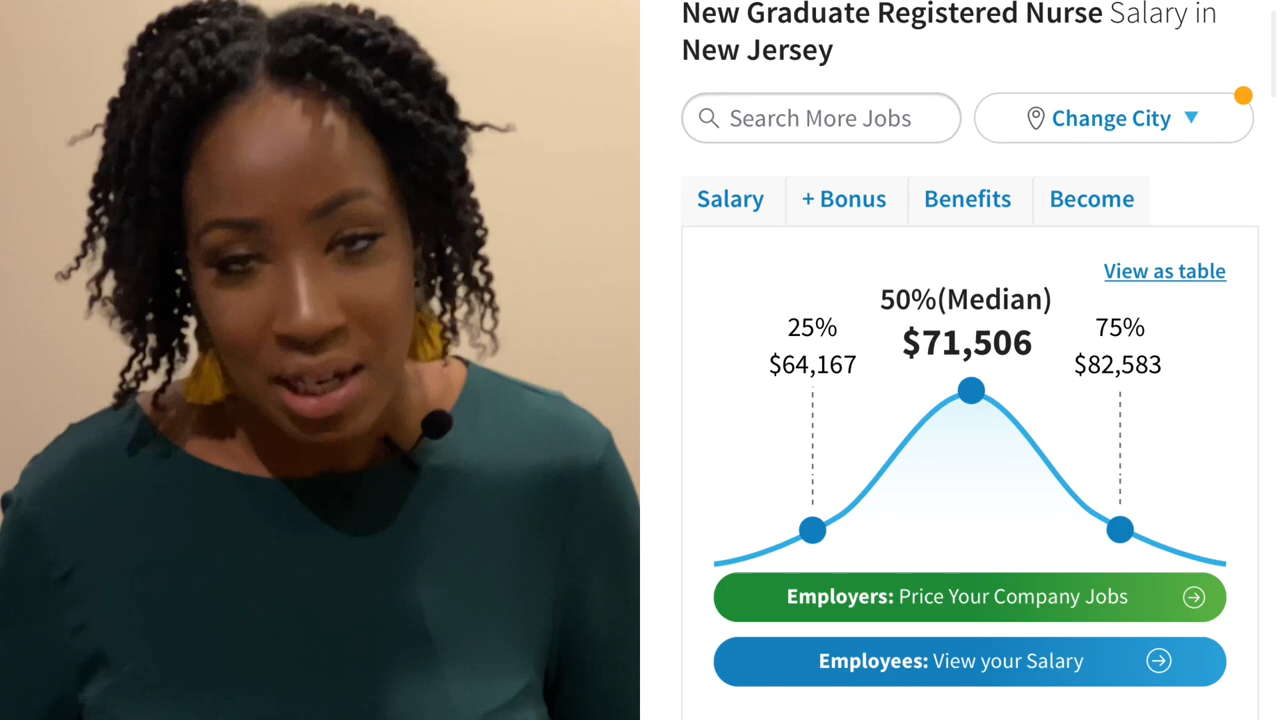 New Graduate Registered Nurse Salary in
New Jersey
Search More Jobs
Change City
Salary
+ Bonus
Benefits
Become
View as table
50%(Median)
$71,506
25%
$64,167
75%
$82,583
Employers: Price Your Company Jobs
Employees: View your Salary